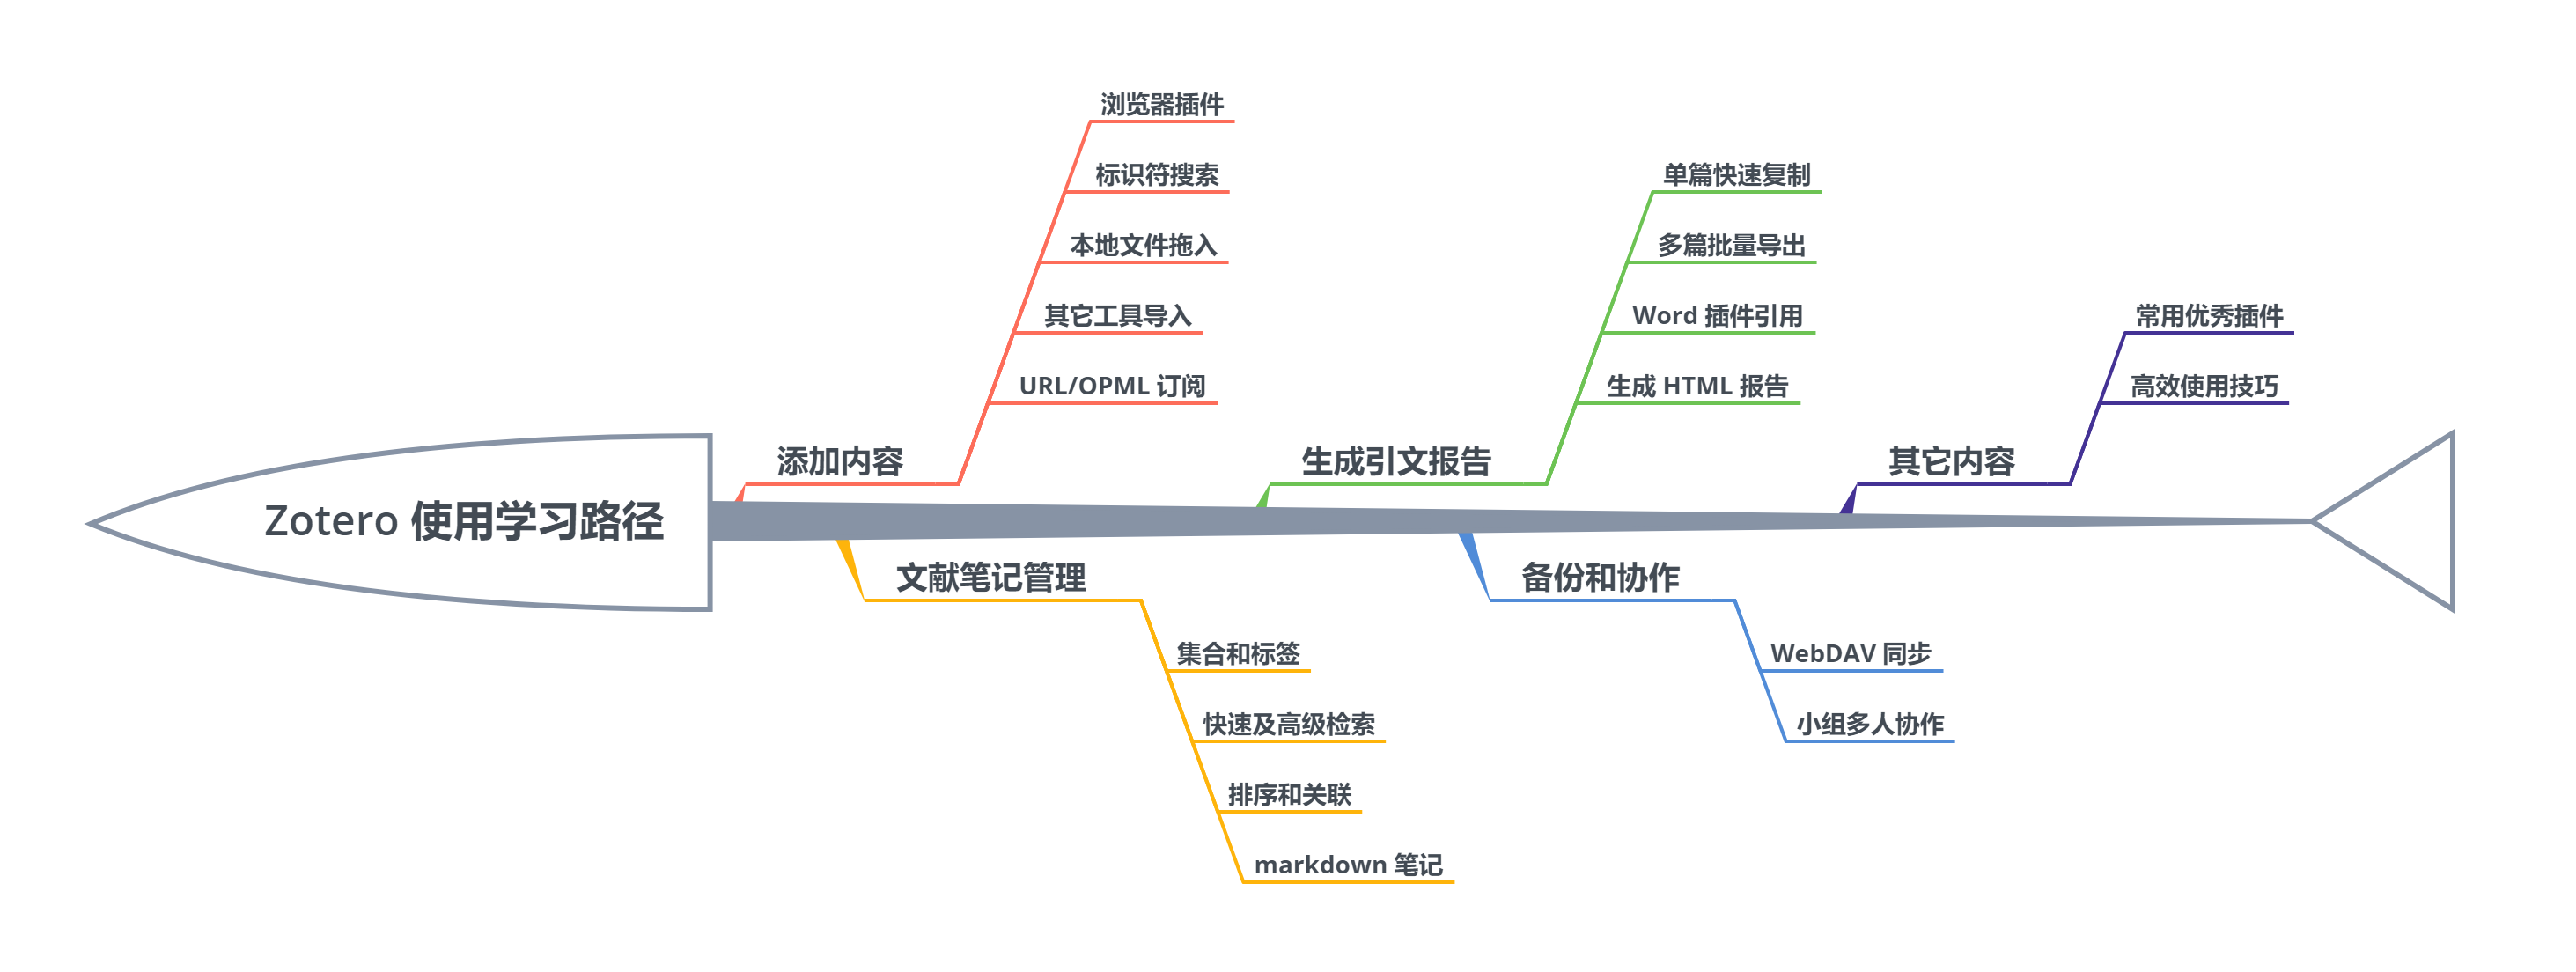 Zotero 使用学习路径
添加内容
浏览器插件
标识符搜索
本地文件拖入
其它工具导入
URL/OPML 订阅
文献笔记管理
集合和标签
快速及高级检索
排序和关联
markdown 笔记
生成引文报告
单篇快速复制
多篇批量导出
Word 插件引用
生成 HTML 报告
备份和协作
WebDAV 同步
小组多人协作
其它内容
常用优秀插件
高效使用技巧